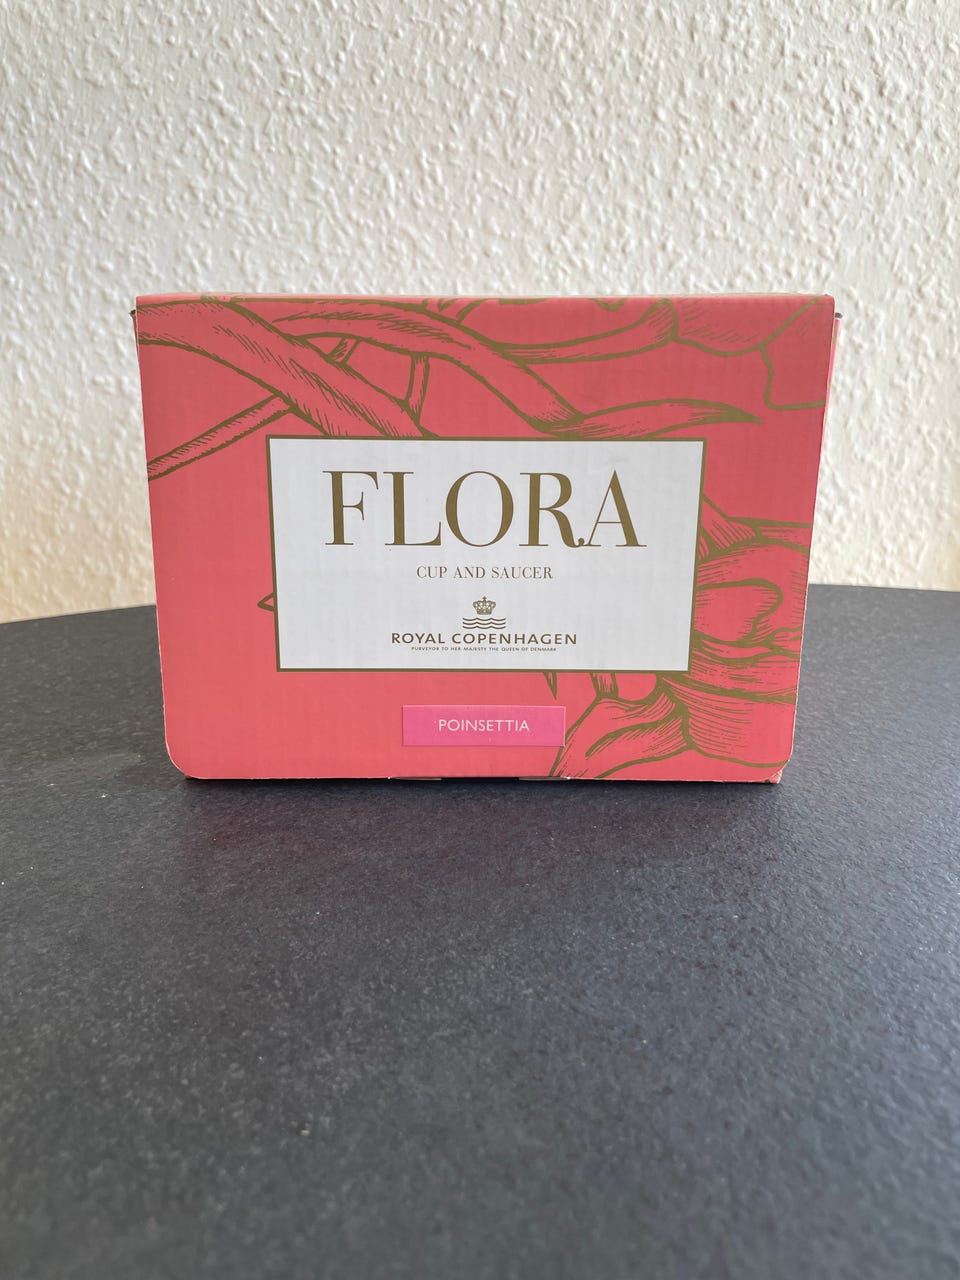 FLORA
CUP AND SAUCER
ROYAL COPENHAGEN
PURVEYOR TO HER MAJESTY THE QUEEN OF DENMARK
POINSETTIA